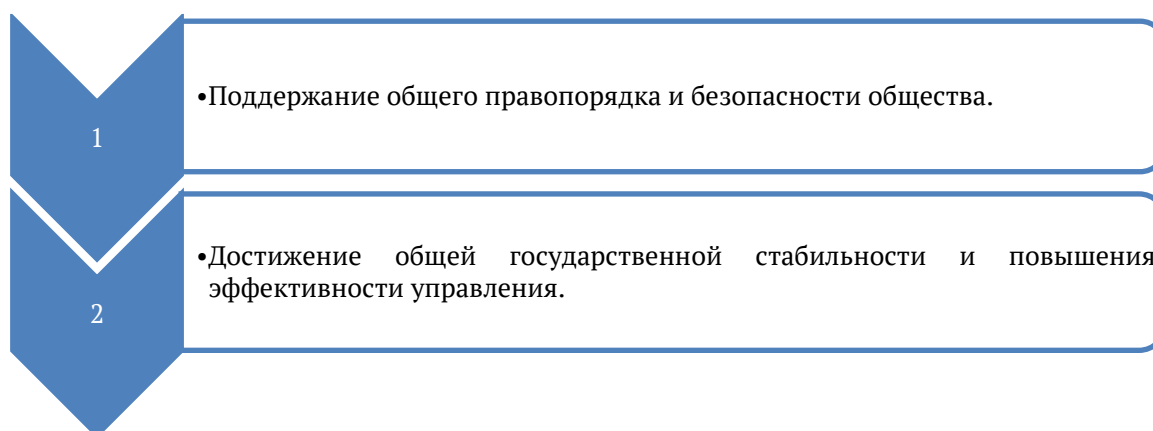 1
•Поддержание общего правопорядка и безопасности общества.
2
•Достижение общей государственной стабильности и повышения
эффективности управления.